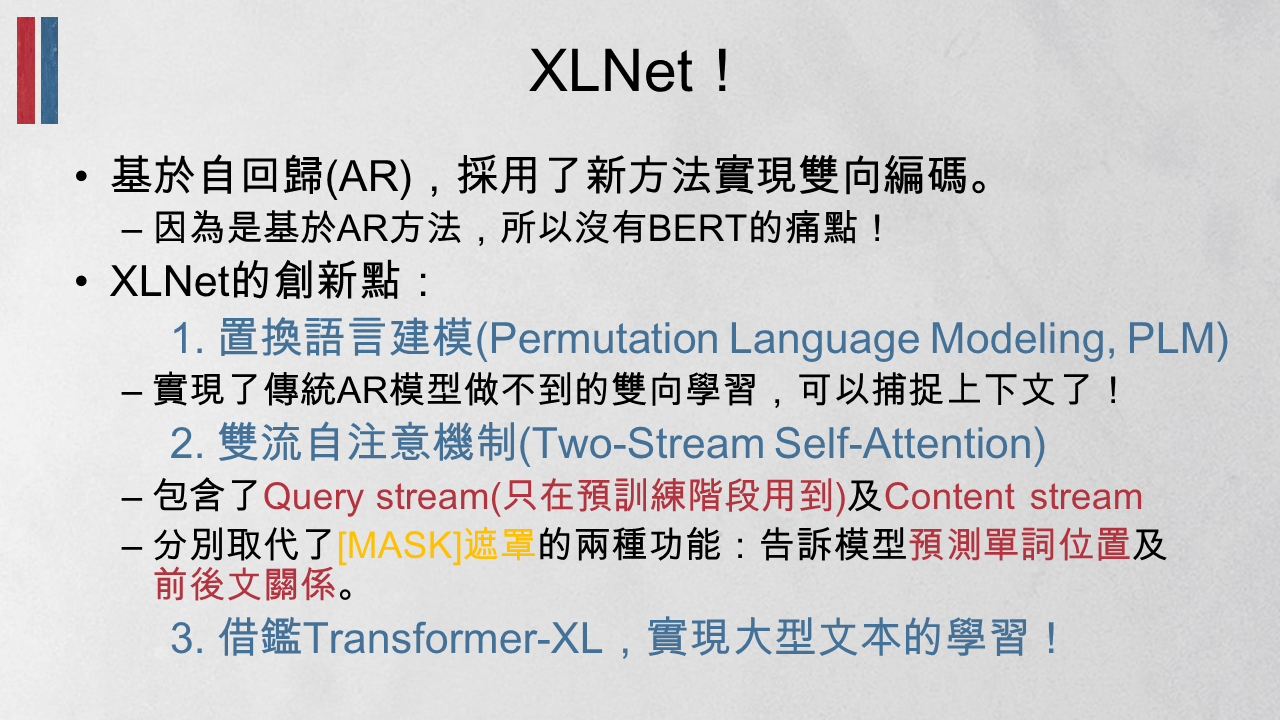 XLNet！
• 基於自回歸(AR)，採用了新方法實現雙向編碼。
– 因為是基於AR方法，所以沒有BERT的痛點！
• XLNet的創新點：
1. 置換語言建模(Permutation Language Modeling, PLM)
– 實現了傳統AR模型做不到的雙向學習，可以捕捉上下文了！
2. 雙流自注意機制(Two-Stream Self-Attention)
– 包含了Query stream(只在預訓練階段用到)及Content stream
– 分別取代了[MASK]遮罩的兩種功能：告訴模型預測單詞位置及
前後文關係。
3. 借鑑Transformer-XL，實現大型文本的學習！